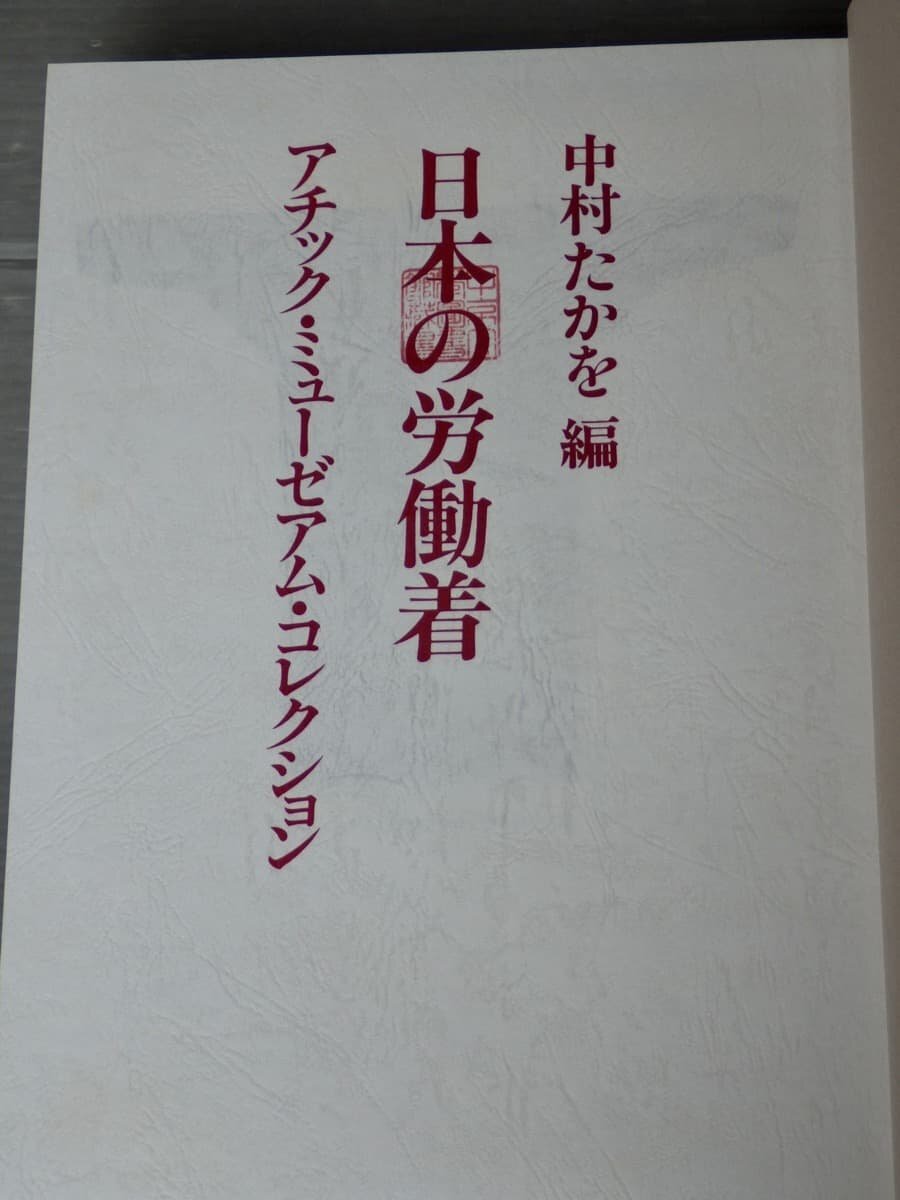 中村たかを 編
日本の労働着
アチック・ミューゼアム・コレクション